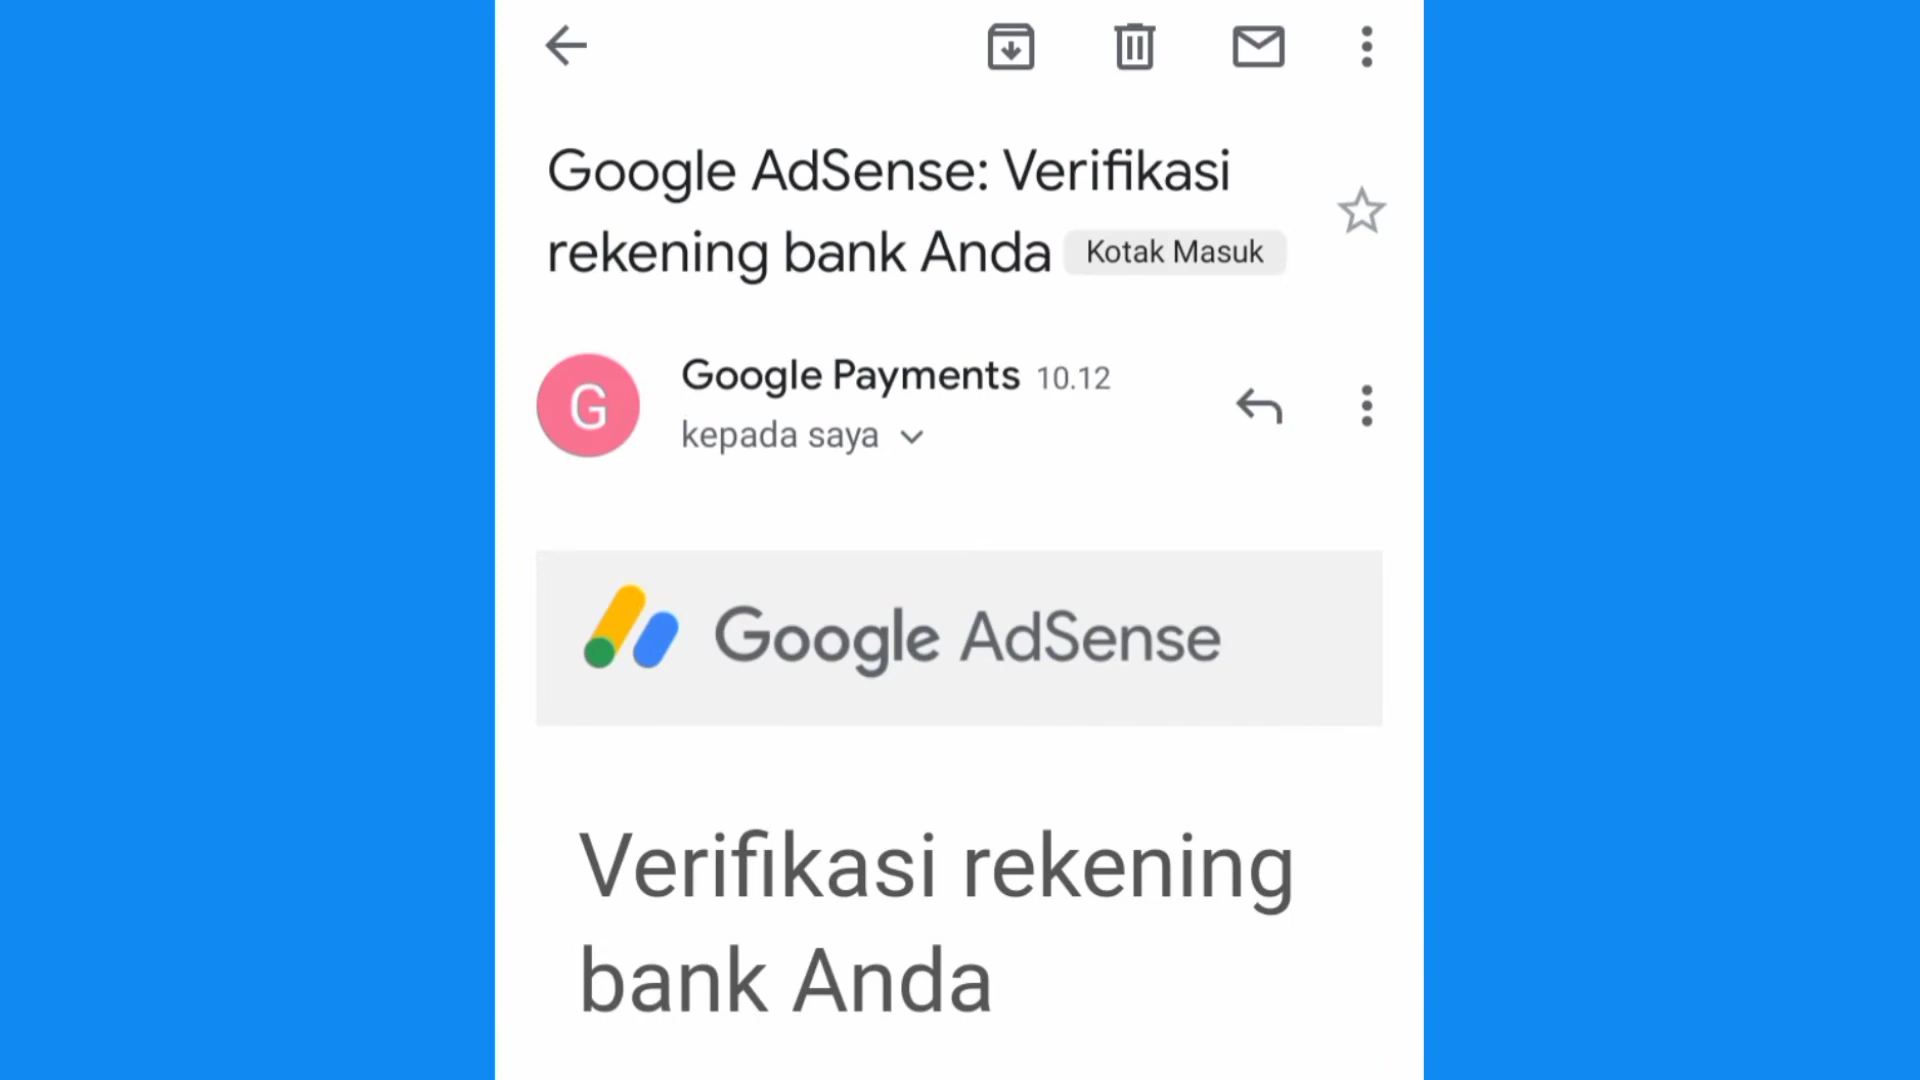 Google AdSense: Verifikasi
rekening bank Anda Kotak Masuk
G
Google Payments 10.12
kepada saya
Google AdSense
Verifikasi rekening
bank Anda